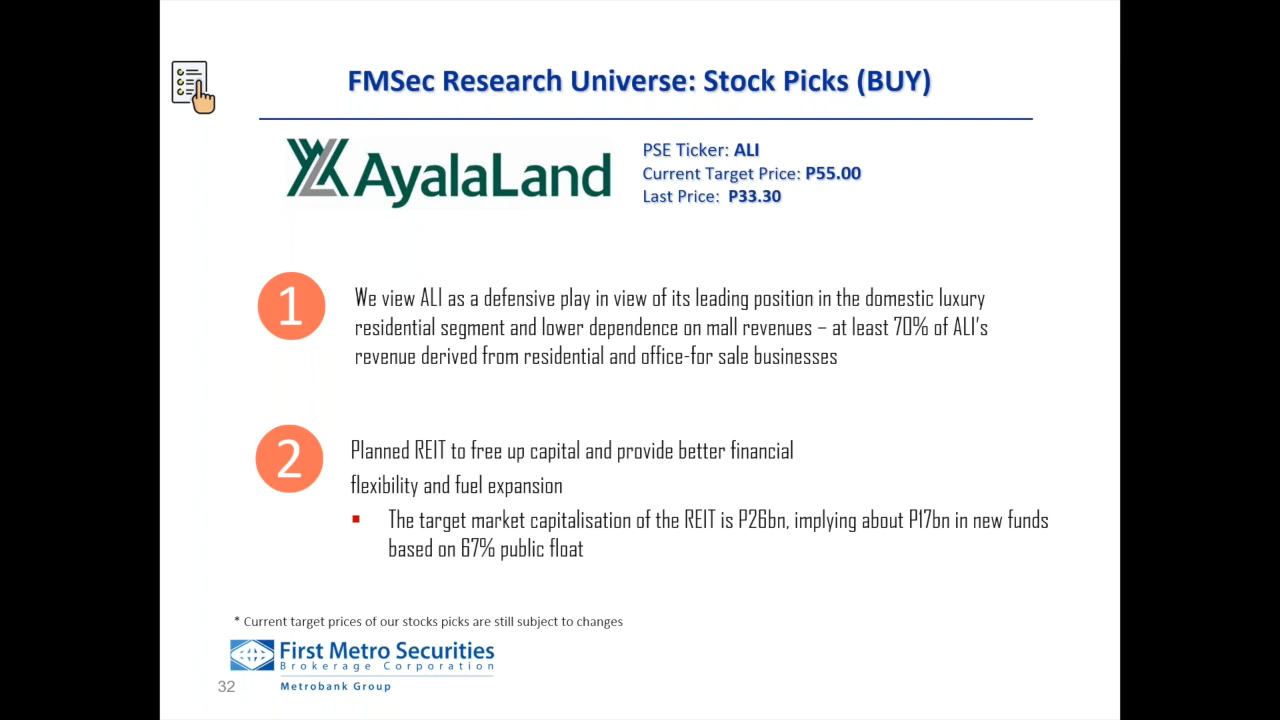 FMSec Research Universe: Stock Picks (BUY)
AyalaLand
PSE Ticker: ALI
Current Target Price: P55.00
Last Price: P33.30
1
We view ALI as a defensive play in view of its leading position in the domestic luxury
residential segment and lower dependence on mall revenues – at least 70% of ALI's
revenue derived from residential and office-for sale businesses
2
Planned REIT to free up capital and provide better financial
flexibility and fuel expansion
▪ The target market capitalisation of the REIT is P26bn, implying about P17bn in new funds
based on 67% public float
* Current target prices of our stocks picks are still subject to changes
First Metro Securities
Brokerage Corporation
Metrobank Group
32